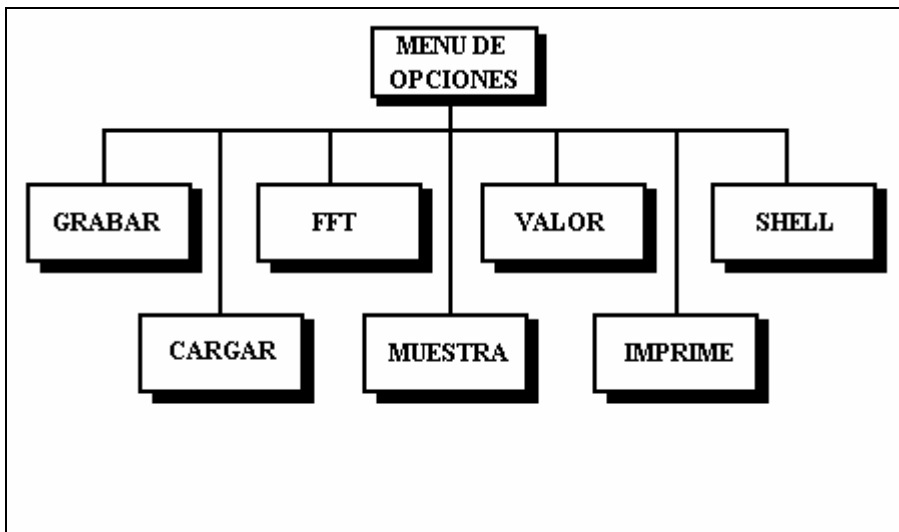 MENU DE
OPCIONES
GRABAR
FFT
VALOR
SHELL
CARGAR
MUESTRA
IMPRIME